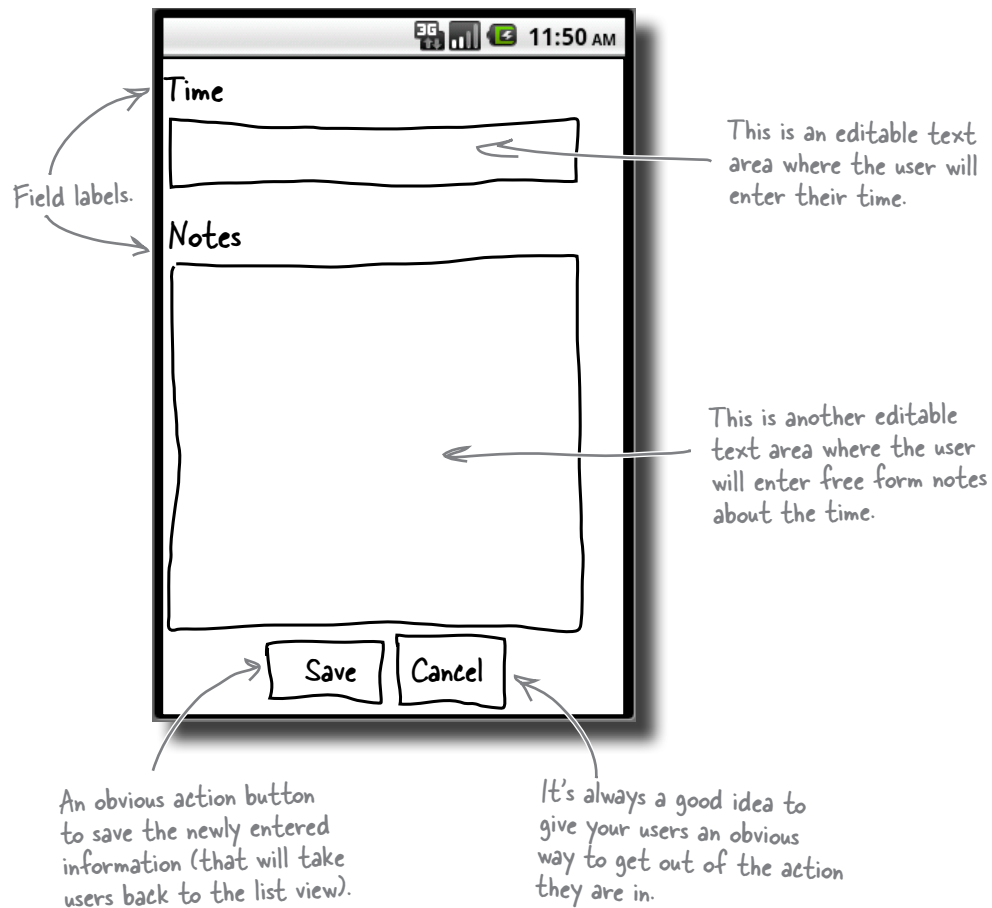 3G
11:50 AM
Time
This is an editable text
area where the user will
enter their time.
Field labels.
Notes
This is another editable
text area where the user
will enter free form notes
about the time.
Save
Cancel
An obvious action button
to save the newly entered
information (that will take
users back to the list view).
It's always a good idea to
give your users an obvious
way to get out of the action
they are in.